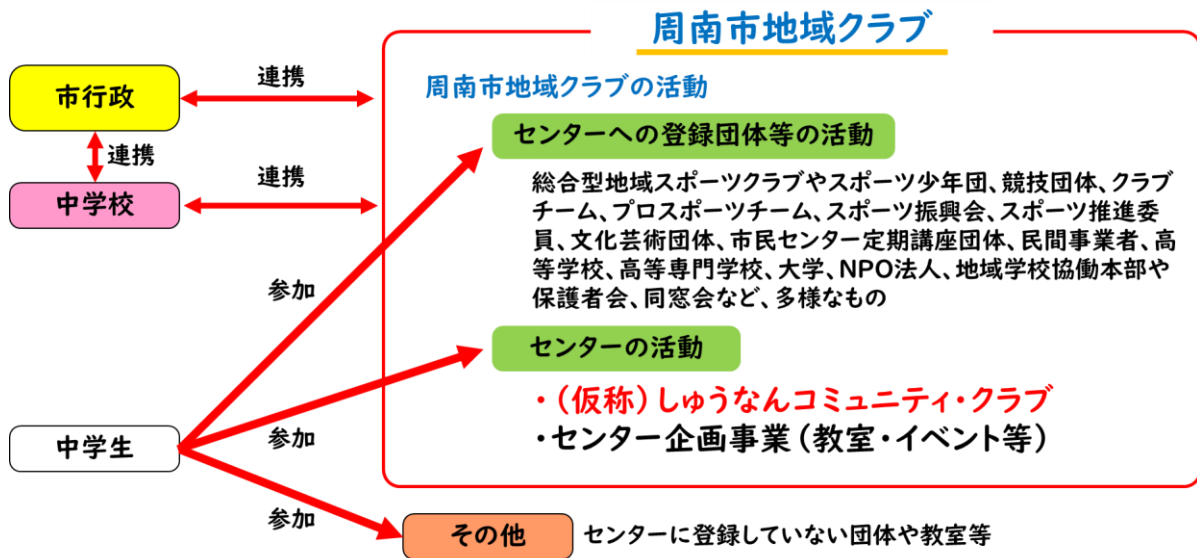 周南市地域クラブ
市行政
連携
周南市地域クラブの活動
センターへの登録団体等の活動
連携
中学校
連携
総合型地域スポーツクラブやスポーツ少年団、競技団体、クラブ
チーム、プロスポーツチーム、スポーツ振興会、スポーツ推進委
員、文化芸術団体、市民センター定期講座団体、民間事業者、高
等学校、高等専門学校、大学、NPO法人、地域学校協働本部や
保護者会、同窓会など、多様なもの
参加
センターの活動
・(仮称)しゅうなんコミュニティ・クラブ
・センター企画事業(教室・イベント等)
中学生
参加
参加
その他
センターに登録していない団体や教室等